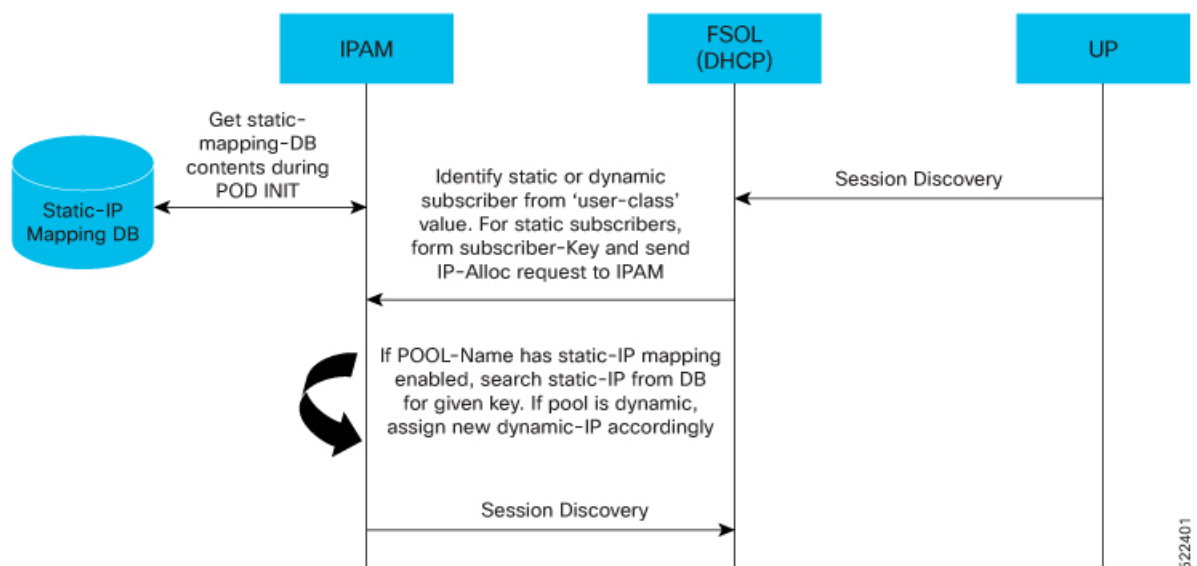 IPAM
FSOL
(DHCP)
UP
Get static-
mapping-DB
contents during
POD INIT
Static-IP
Mapping DB
Session Discovery
Identify static or dynamic
subscriber from ‘user-class’
value. For static subscribers,
form subscriber-Key and send
IP-Alloc request to IPAM
If POOL-Name has static-IP mapping
enabled, search static-IP from DB
for given key. If pool is dynamic,
assign new dynamic-IP accordingly
Session Discovery
522401